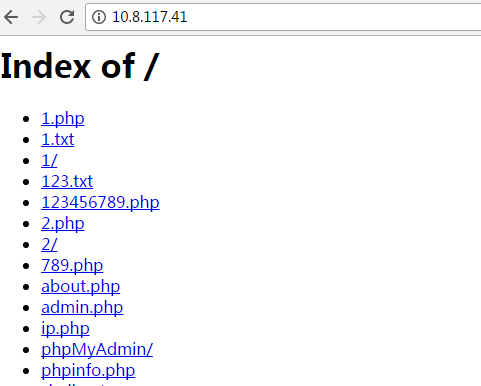 10.8.117.41
Index of /
1.php
1.txt
1/
123.txt
123456789.php
2.php
2/
789.php
about.php
admin.php
ip.php
phpMyAdmin/
phpinfo.php